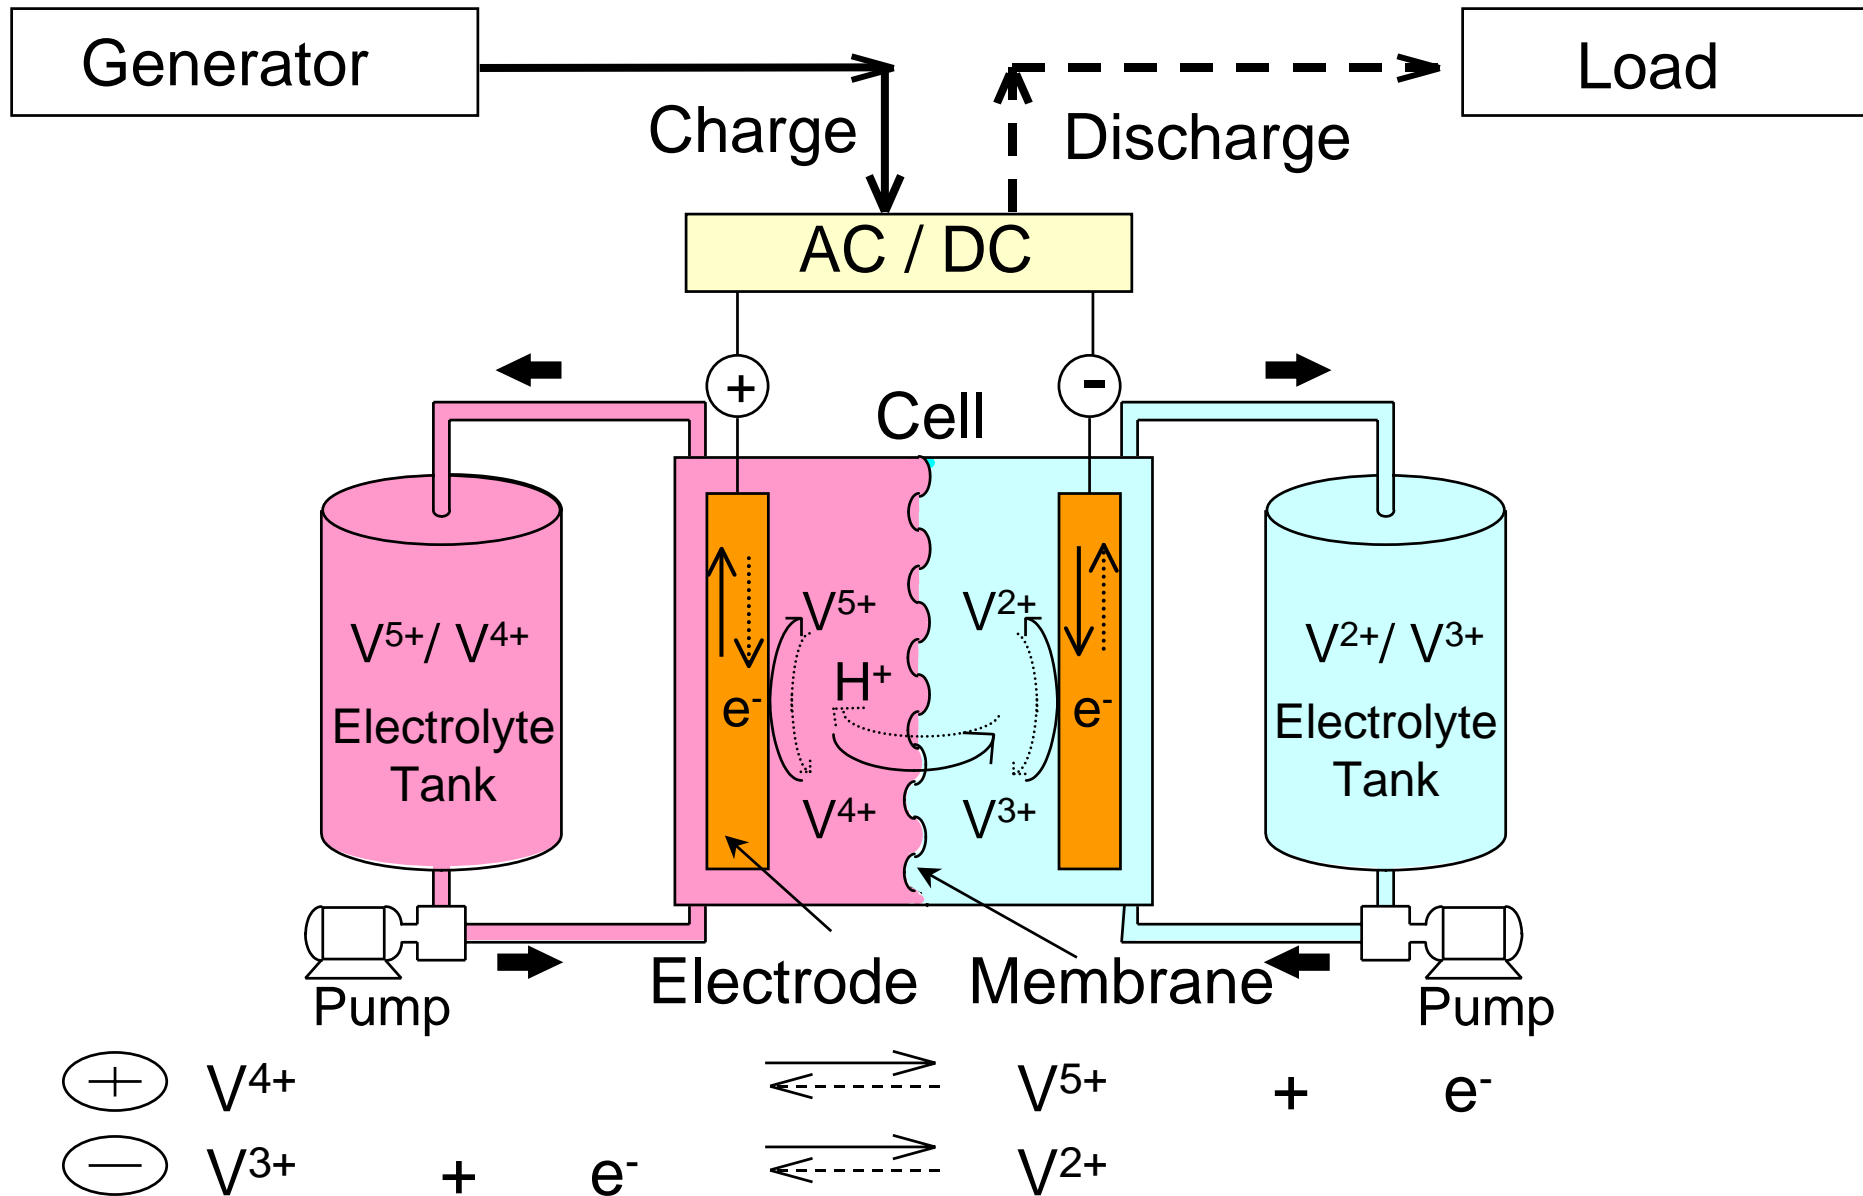 Generator
Load
Charge
Discharge
AC / DC
+
-
Cell
V5+/ V4+
Electrolyte
Tank
e-
V5+
H+
V4+
V2+
V3+
e-
V2+/ V3+
Electrolyte
Tank
Pump
Electrode
Membrane
Pump
+ V4+ V5+ + e-
− V3+ + e- V2+